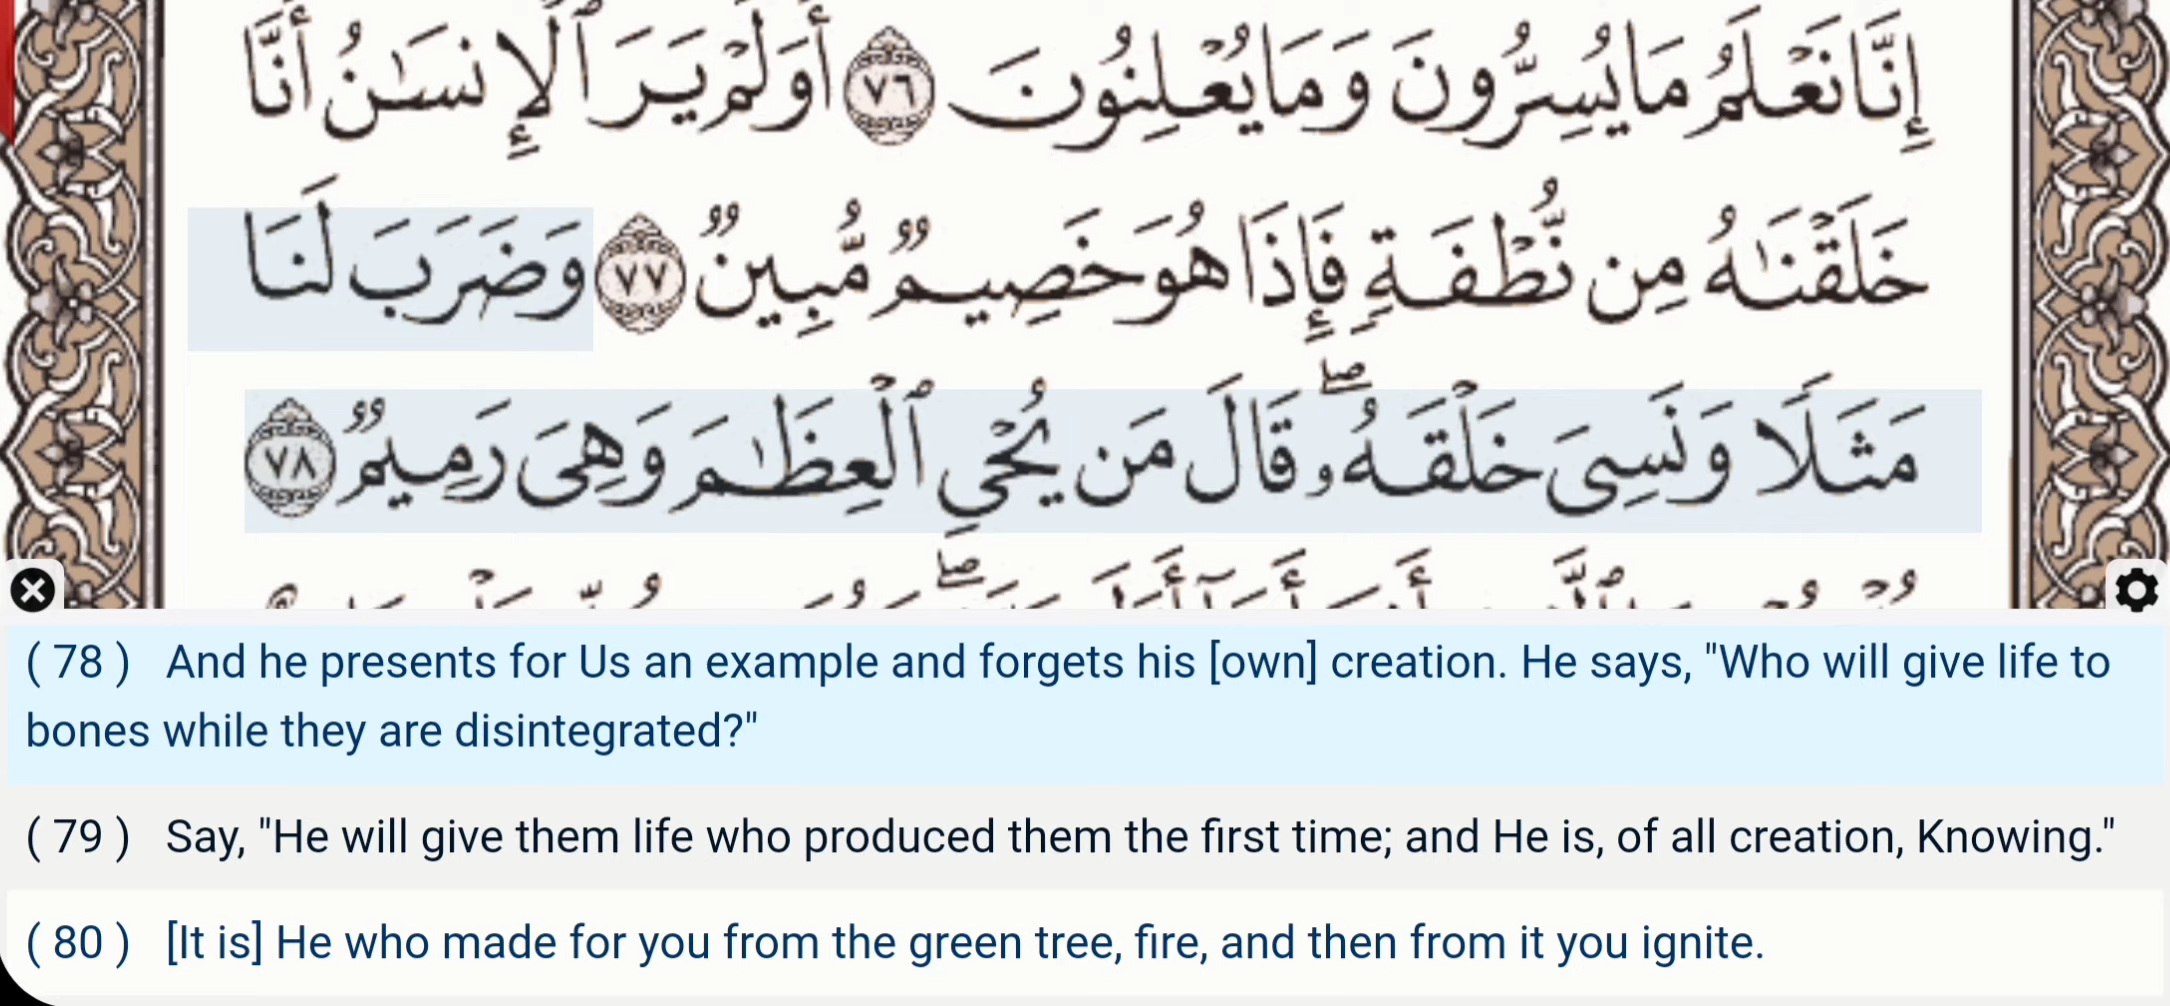 إِنَّا نَعْلَمُ مَا يُسِرُّونَ وَمَا يُعْلِنُونَ ٧٦ أَوَلَمْ يَرَ ٱلْإِنسَـٰنُ أَنَّا
خَلَقْنَـٰهُ مِن نُّطْفَةٍ فَإِذَا هُوَ خَصِيمٌ مُّبِينٌ ٧٧ وَضَرَبَ لَنَا
مَثَلًا وَنَسِىَ خَلْقَهُۥ ۖ قَالَ مَن يُحْىِ ٱلْعِظَـٰمَ وَهِىَ رَمِيمٌ ٧٨
( 78 ) And he presents for Us an example and forgets his [own] creation. He says, "Who will give life to
bones while they are disintegrated?"
( 79 ) Say, "He will give them life who produced them the first time; and He is, of all creation, Knowing."
( 80 ) [It is] He who made for you from the green tree, fire, and then from it you ignite.